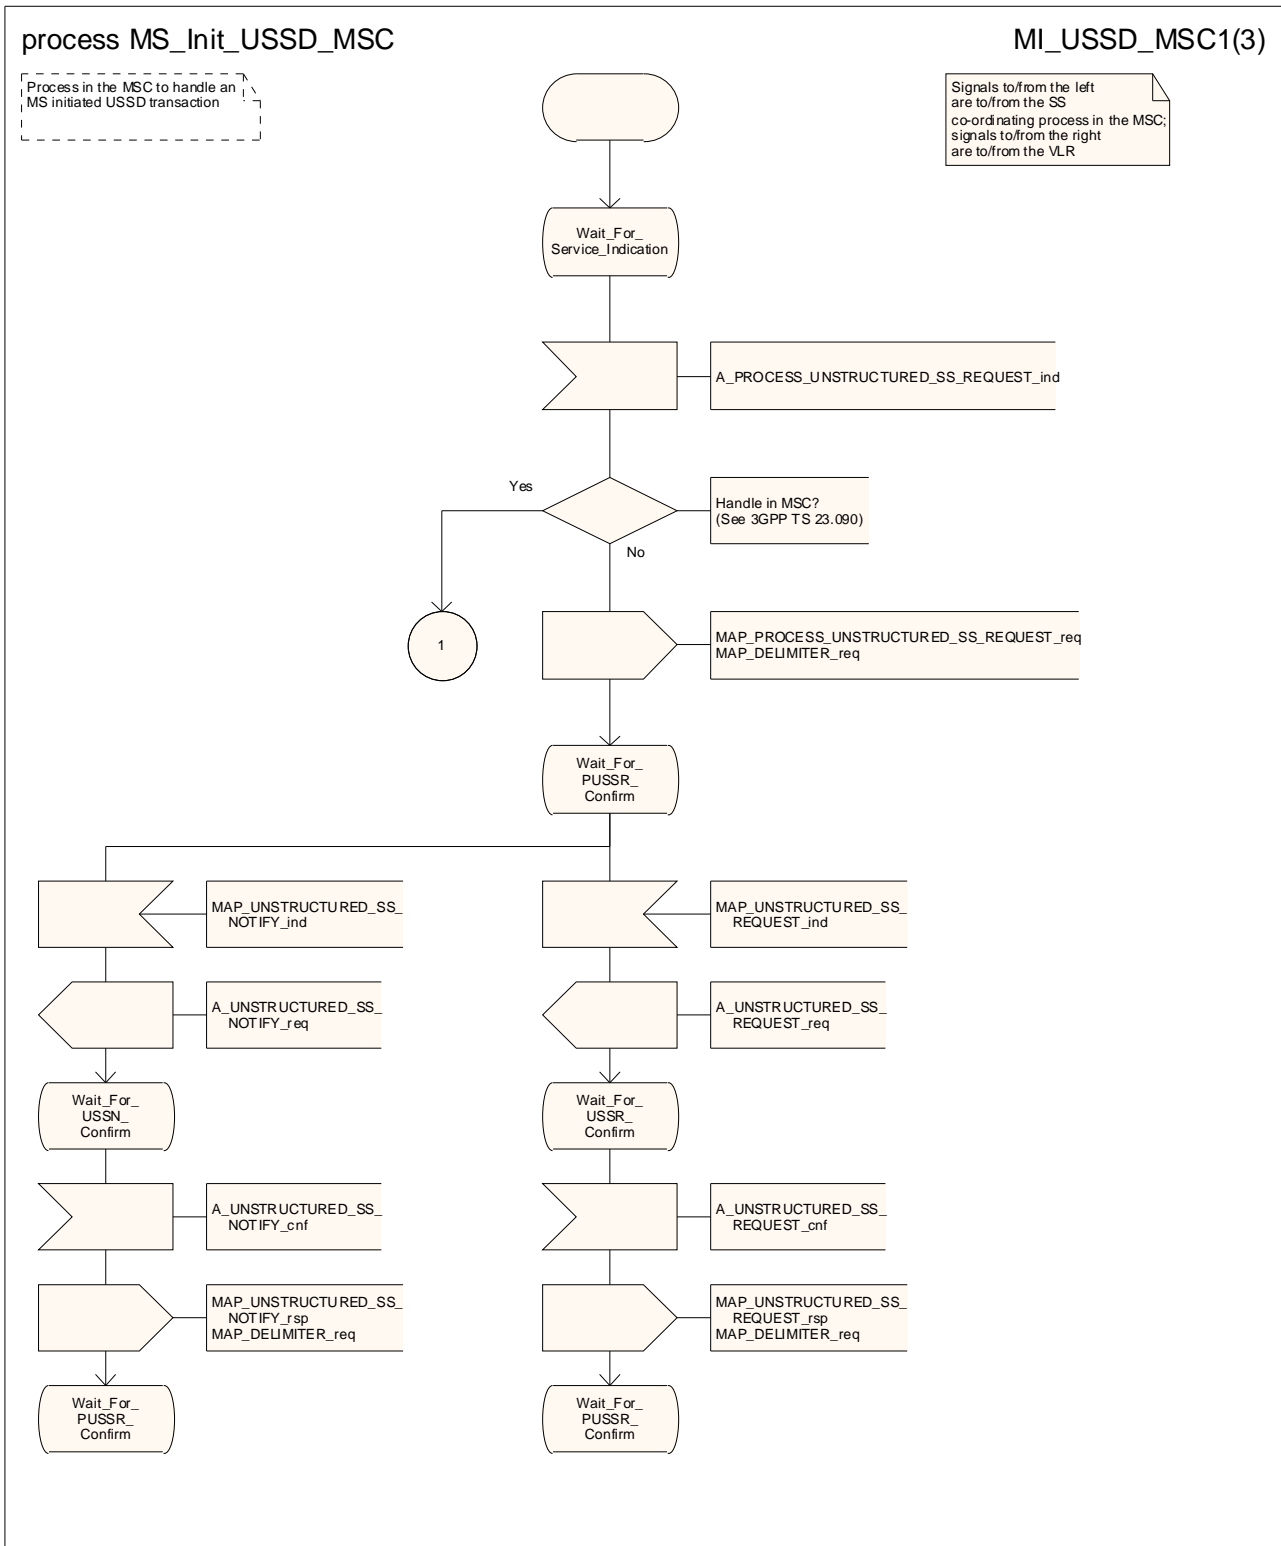 process MS_Init_USSD_MSC
MI_USSD_MSC1(3)
Process in the MSC to handle an
MS initiated USSD transaction
Signals to/from the left
are to/from the SS
co-ordinating process in the MSC;
signals to/from the right
are to/from the VLR
Wait_For_
Service_Indication
A_PROCESS_UNSTRUCTURED_SS_REQUEST_ind
Yes
Handle in MSC?
(See 3GPP TS 23.090)
No
1
MAP_PROCESS_UNSTRUCTURED_SS_REQUEST_req
MAP_DELIMITER_req
Wait_For_
PUSSR_
Confirm
MAP_UNSTRUCTURED_SS_
NOTIFY_ind
MAP_UNSTRUCTURED_SS_
REQUEST_ind
A_UNSTRUCTURED_SS_
NOTIFY_req
A_UNSTRUCTURED_SS_
REQUEST_req
Wait_For_
USSN_
Confirm
Wait_For_
USSR_
Confirm
A_UNSTRUCTURED_SS_
NOTIFY_cnf
A_UNSTRUCTURED_SS_
REQUEST_cnf
MAP_UNSTRUCTURED_SS_
NOTIFY_rsp
MAP_DELIMITER_req
MAP_UNSTRUCTURED_SS_
REQUEST_rsp
MAP_DELIMITER_req
Wait_For_
PUSSR_
Confirm
Wait_For_
PUSSR_
Confirm